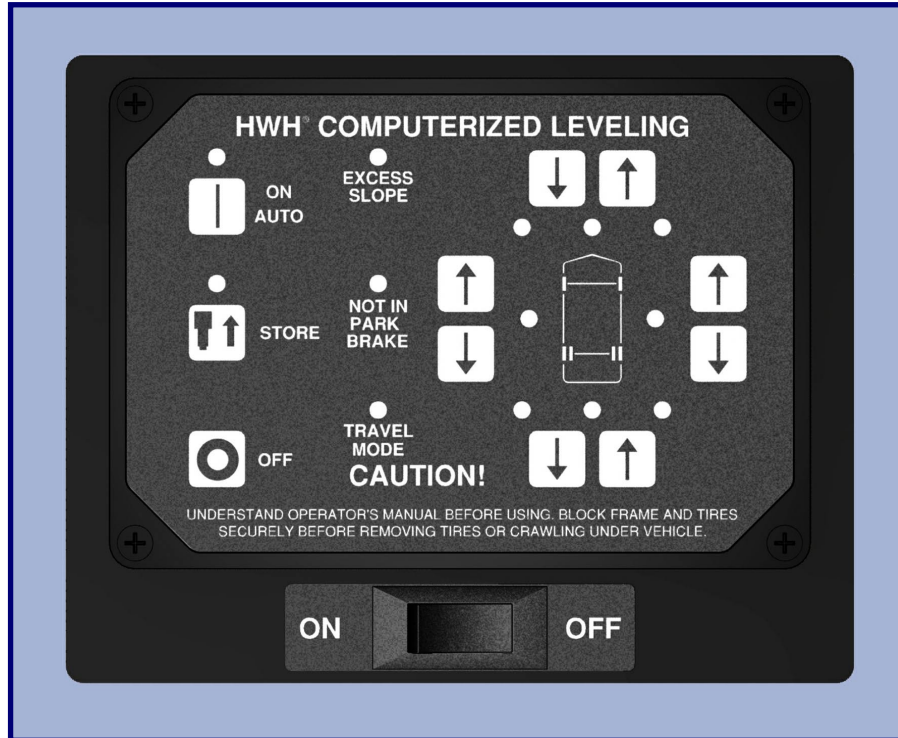 HWH® COMPUTERIZED LEVELING
ON
AUTO
EXCESS
SLOPE
STORE
NOT IN
PARK
BRAKE
OFF
TRAVEL
MODE
CAUTION!
UNDERSTAND OPERATOR'S MANUAL BEFORE USING. BLOCK FRAME AND TIRES
SECURELY BEFORE REMOVING TIRES OR CRAWLING UNDER VEHICLE.
ON
OFF